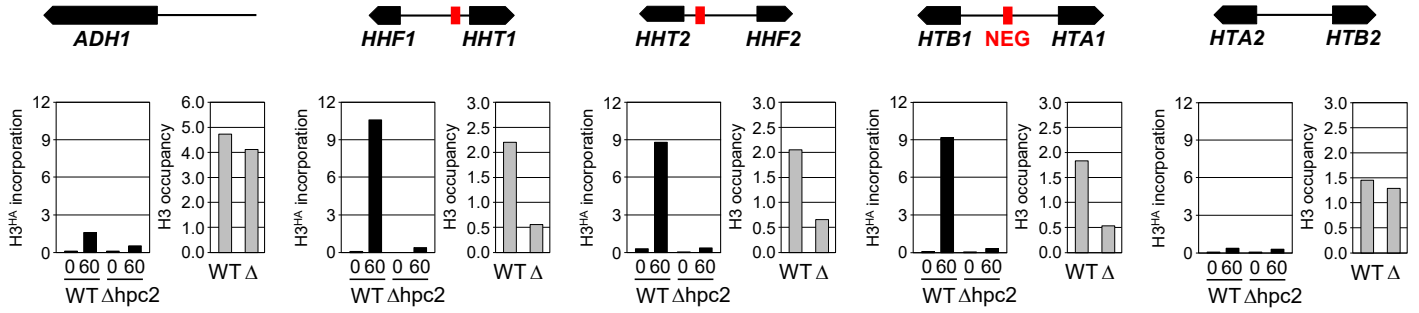 ADH1
HHF1 HHT1
HHT2 HHF2
HTB1 NEG HTA1
HTA2 HTB2
H3HA incorporation
12
9
6
3
0
0 60 0 60
WT Δhpc2
H3 occupancy
6.0
5.0
4.0
3.0
2.0
1.0
0.0
WT Δ
H3HA incorporation
12
9
6
3
0
0 60 0 60
WT Δhpc2
H3 occupancy
3.0
2.5
2.0
1.5
1.0
0.5
0.0
WT Δ
H3HA incorporation
12
9
6
3
0
0 60 0 60
WT Δhpc2
H3 occupancy
3.0
2.5
2.0
1.5
1.0
0.5
0.0
WT Δ
H3HA incorporation
12
9
6
3
0
0 60 0 60
WT Δhpc2
H3 occupancy
3.0
2.5
2.0
1.5
1.0
0.5
0.0
WT Δ
H3HA incorporation
12
9
6
3
0
0 60 0 60
WT Δhpc2
H3 occupancy
3.0
2.5
2.0
1.5
1.0
0.5
0.0
WT Δ